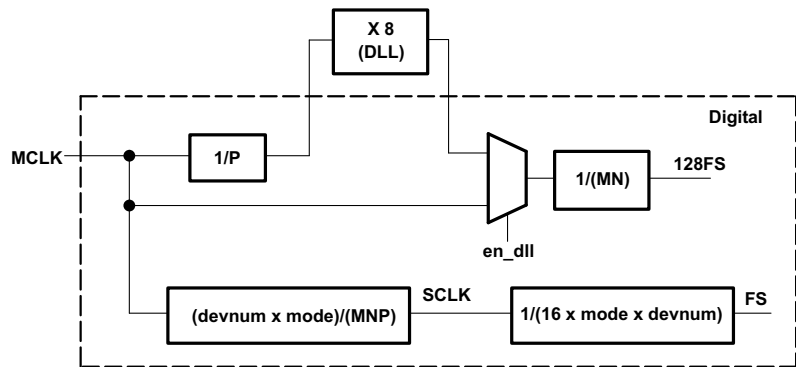 X 8
(DLL)
Digital
MCLK
1/P
1/(MN)
128FS
en_dll
(devnum x mode)/(MNP)
SCLK
1/(16 x mode x devnum)
FS